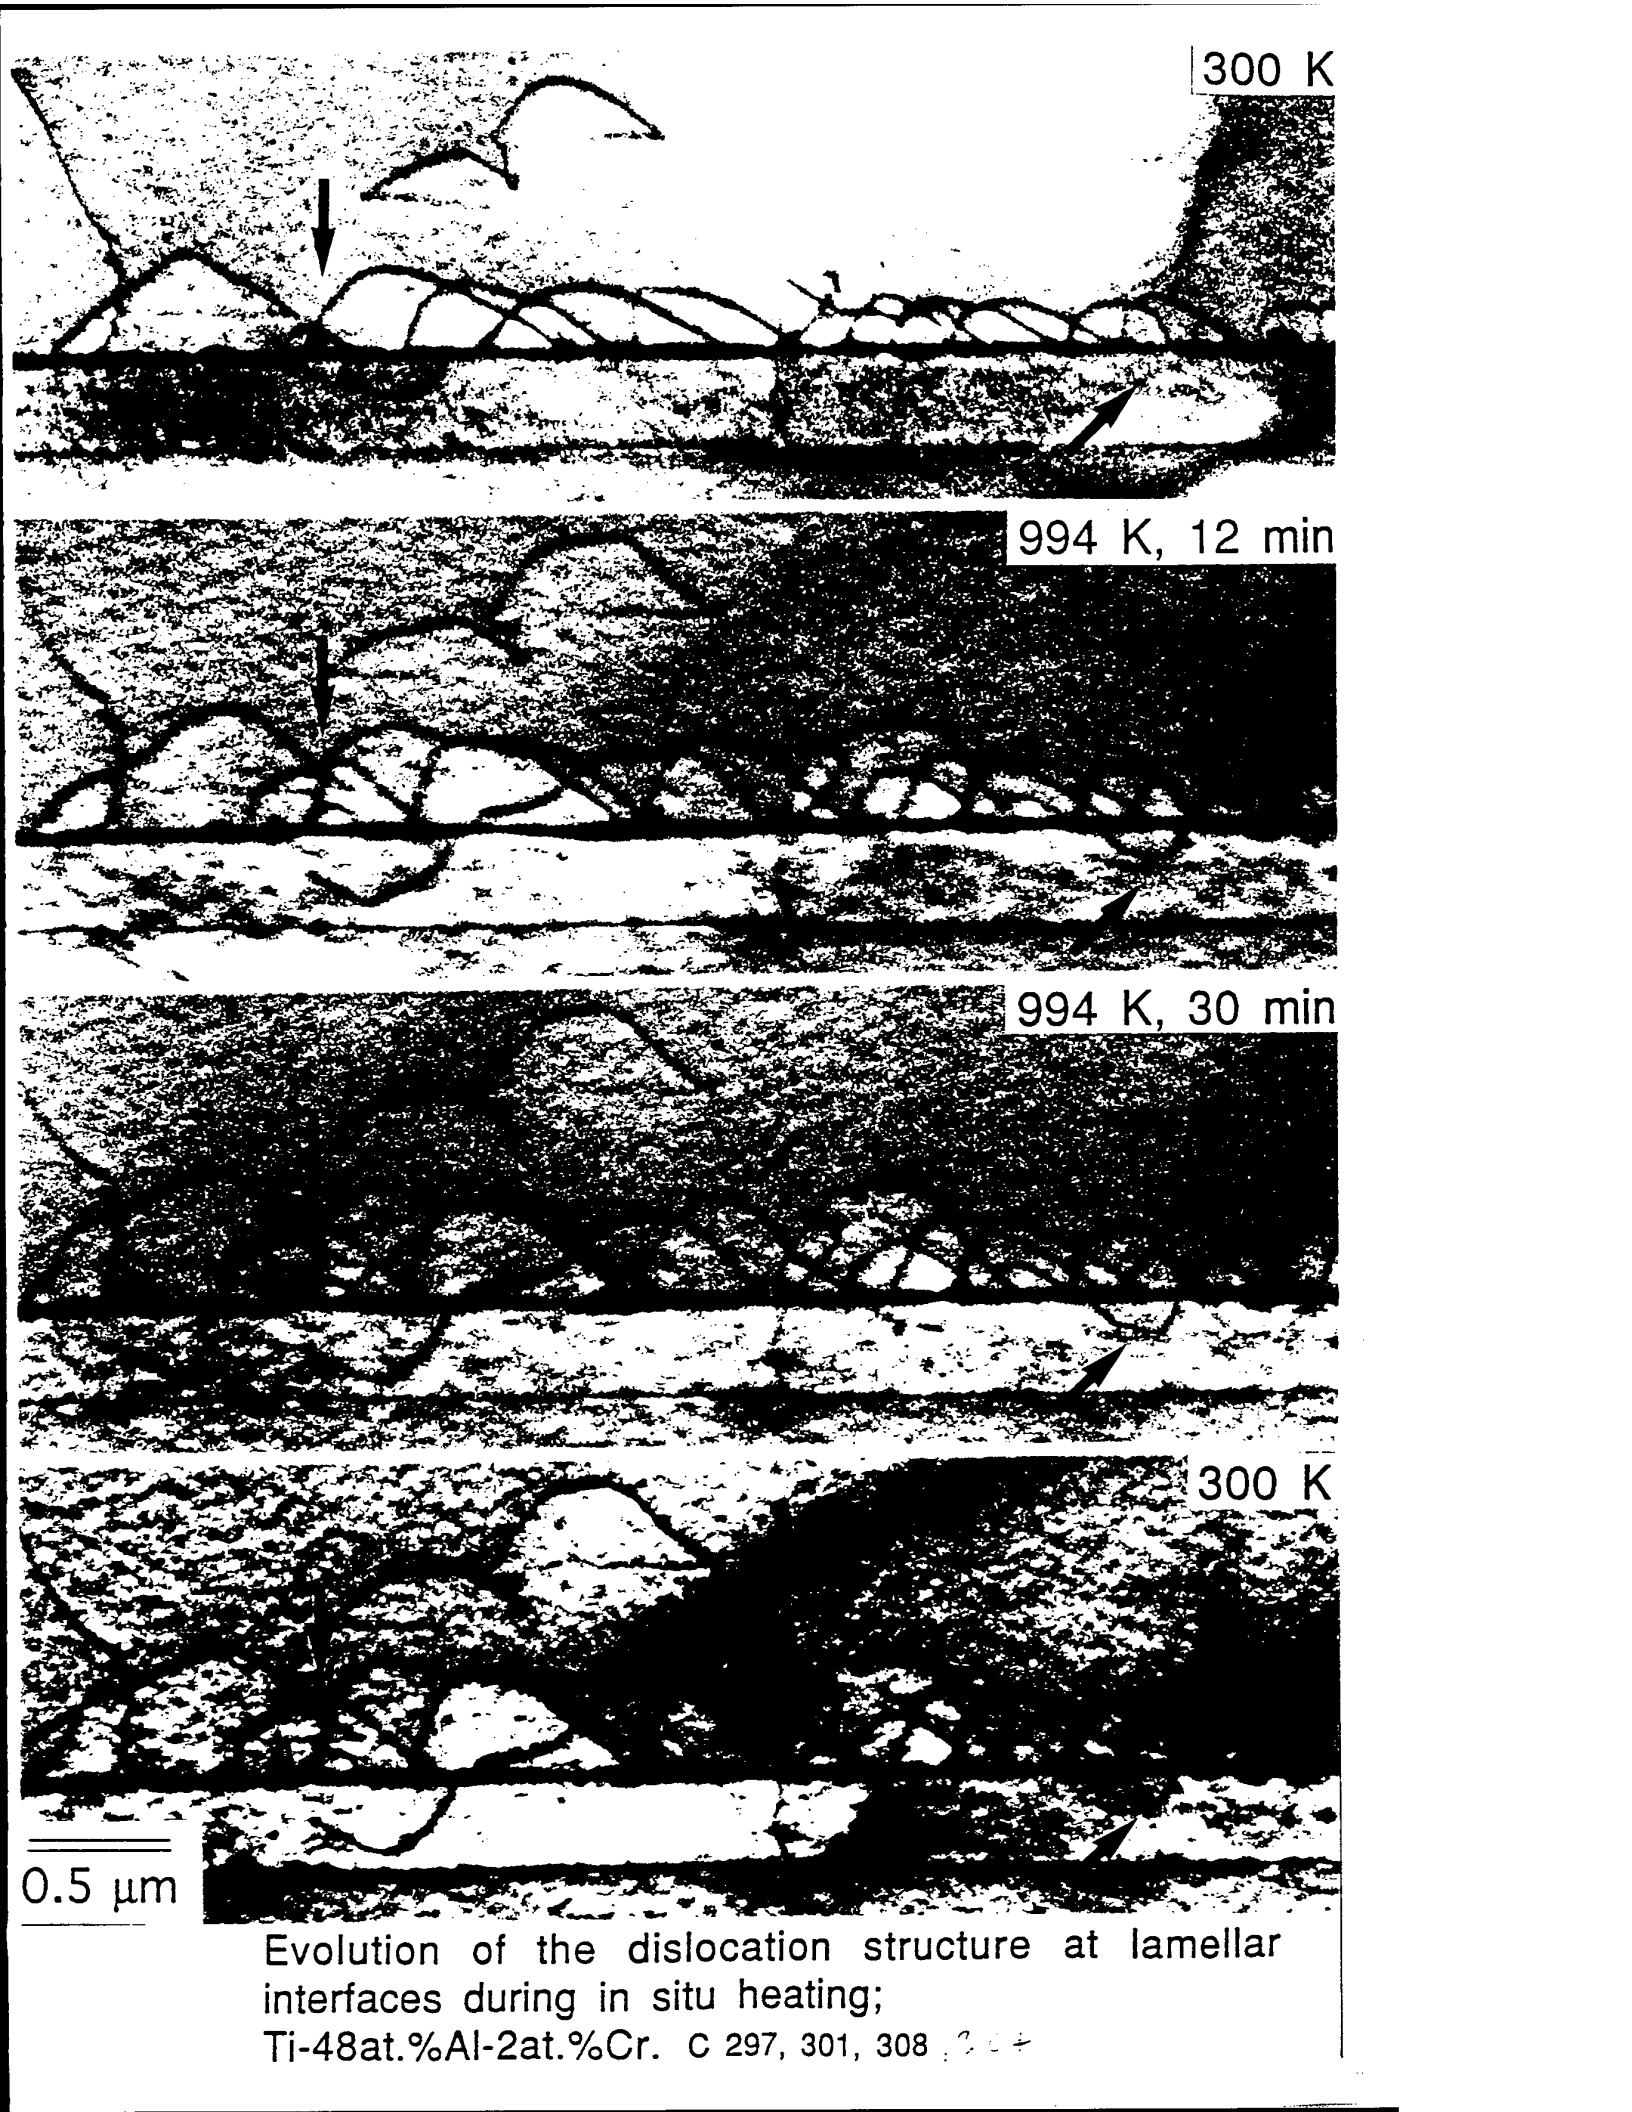 300 K
994 K, 12 min
994 K, 30 min
300 K
0.5 μm
Evolution of the dislocation structure at lamellar
interfaces during in situ heating;
Ti-48at.%Al-2at.%Cr. C 297, 301, 308